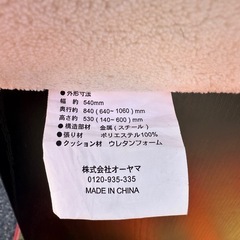 ●外形寸法
幅 約 540mm
奥行約 840(640~1060)mm
高さ約 530(140~600)mm
●構造部材 金属(スチール)
●張り材 ポリエステル100%
●クッション材 ウレタンフォーム
株式会社オーヤマ
0120-935-335
MADE IN CHINA